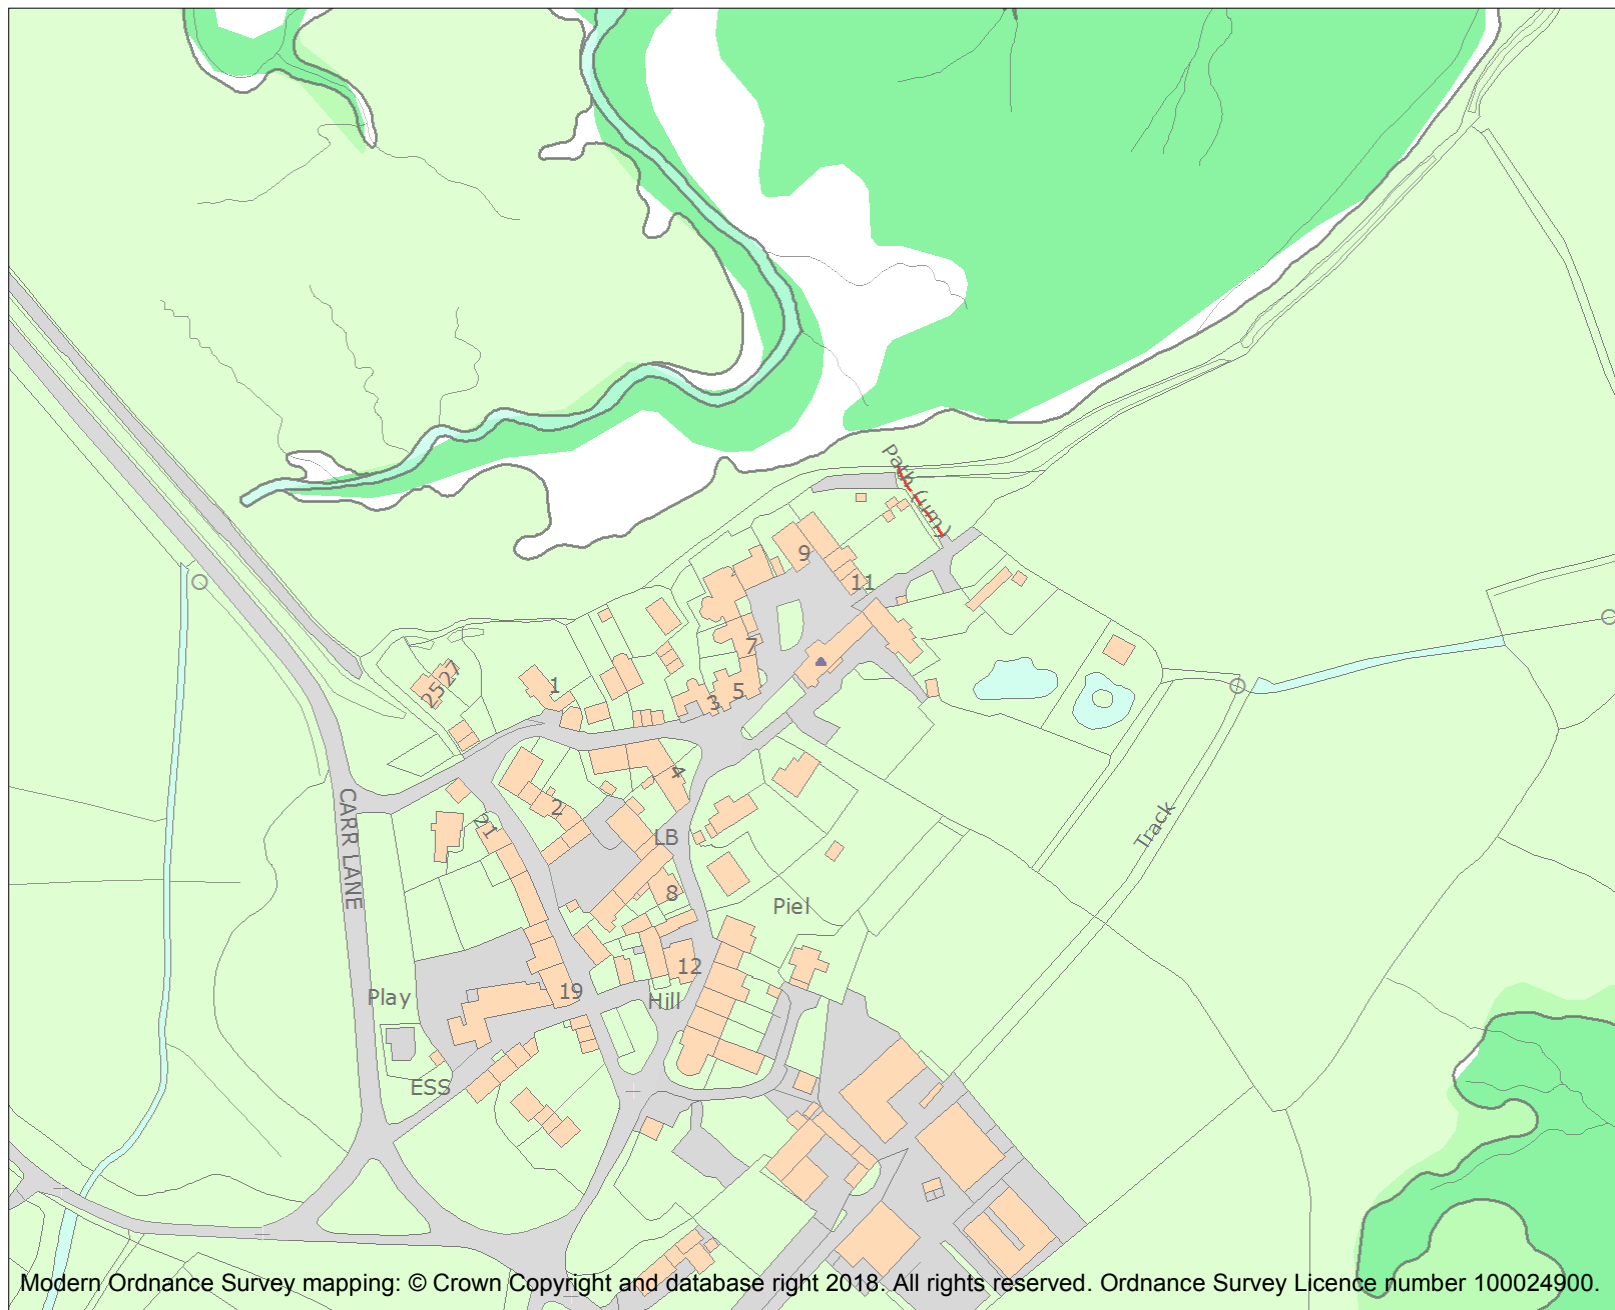 Path (um)
9
11
7
5
3
1
2527
4
2
21
LB
8
CARR LANE
Track
Piel
12
19
Hill
Play
ESS
Modern Ordnance Survey mapping: © Crown Copyright and database right 2018. All rights reserved. Ordnance Survey Licence number 100024900.